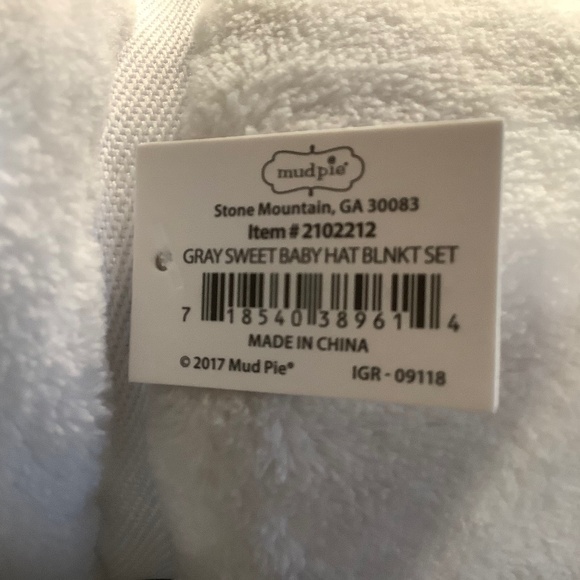 mud pie®
Stone Mountain, GA 30083
Item # 2102212
GRAY SWEET BABY HAT BLNKT SET
7 18540 38961 4
MADE IN CHINA
© 2017 Mud Pie® IGR - 09118